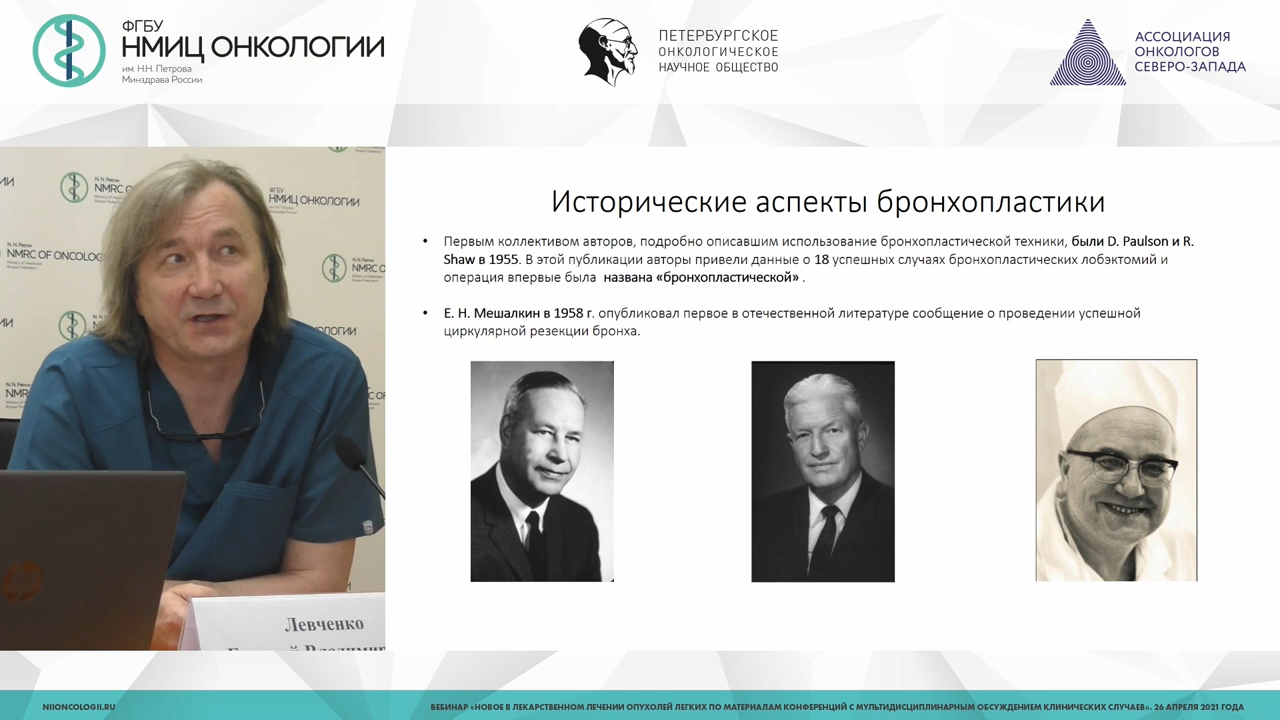 ФГБУ
НМИЦ ОНКОЛОГИИ
им. Н.Н. Петрова
Минздрава России
ПЕТЕРБУРГСКОЕ
ОНКОЛОГИЧЕСКОЕ
НАУЧНОЕ ОБЩЕСТВО
АССОЦИАЦИЯ
ОНКОЛОГОВ
СЕВЕРО-ЗАПАДА
ФГБУ
НМИЦ ОНКОЛОГИИ
NMRC OF ONCOLOG
Левченко
Исторические аспекты бронхопластики
• Первым коллективом авторов, подробно описавшим использование бронхопластической техники, были D. Paulson и R.
Shaw в 1955. В этой публикации авторы привели данные о 18 успешных случаях бронхопластических лобэктомий и
операция впервые была названа «бронхопластической» .
• Е. Н. Мешалкин в 1958 г. опубликовал первое в отечественной литературе сообщение о проведении успешной
циркулярной резекции бронха.
NIIONCOLOGII.RU
ВЕБИНАР «НОВОЕ В ЛЕКАРСТВЕННОМ ЛЕЧЕНИИ ОПУХОЛЕЙ ЛЕГКИХ ПО МАТЕРИАЛАМ КОНФЕРЕНЦИЙ С МУЛЬТИДИСЦИПЛИНАРНЫМ ОБСУЖДЕНИЕМ КЛИНИЧЕСКИХ СЛУЧАЕВ». 26 АПРЕЛЯ 2021 ГОДА